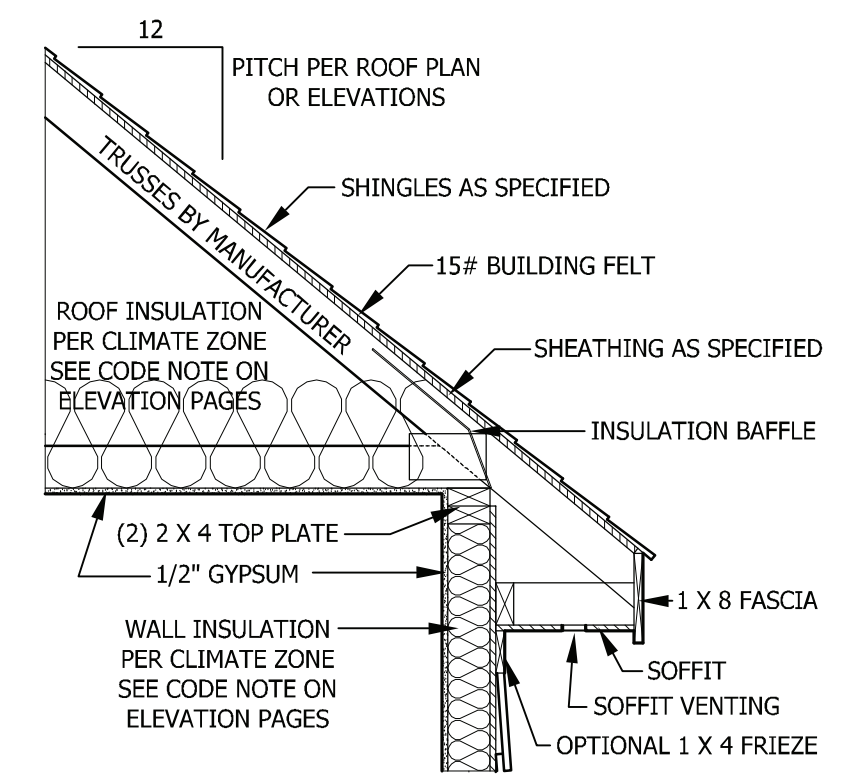 12
PITCH PER ROOF PLAN
OR ELEVATIONS
TRUSSES BY MANUFACTURER
SHINGLES AS SPECIFIED
15# BUILDING FELT
ROOF INSULATION
PER CLIMATE ZONE
SEE CODE NOTE ON
ELEVATION PAGES
SHEATHING AS SPECIFIED
INSULATION BAFFLE
(2) 2 X 4 TOP PLATE
1/2" GYPSUM
1 X 8 FASCIA
WALL INSULATION
PER CLIMATE ZONE
SEE CODE NOTE ON
ELEVATION PAGES
SOFFIT
SOFFIT VENTING
OPTIONAL 1 X 4 FRIEZE